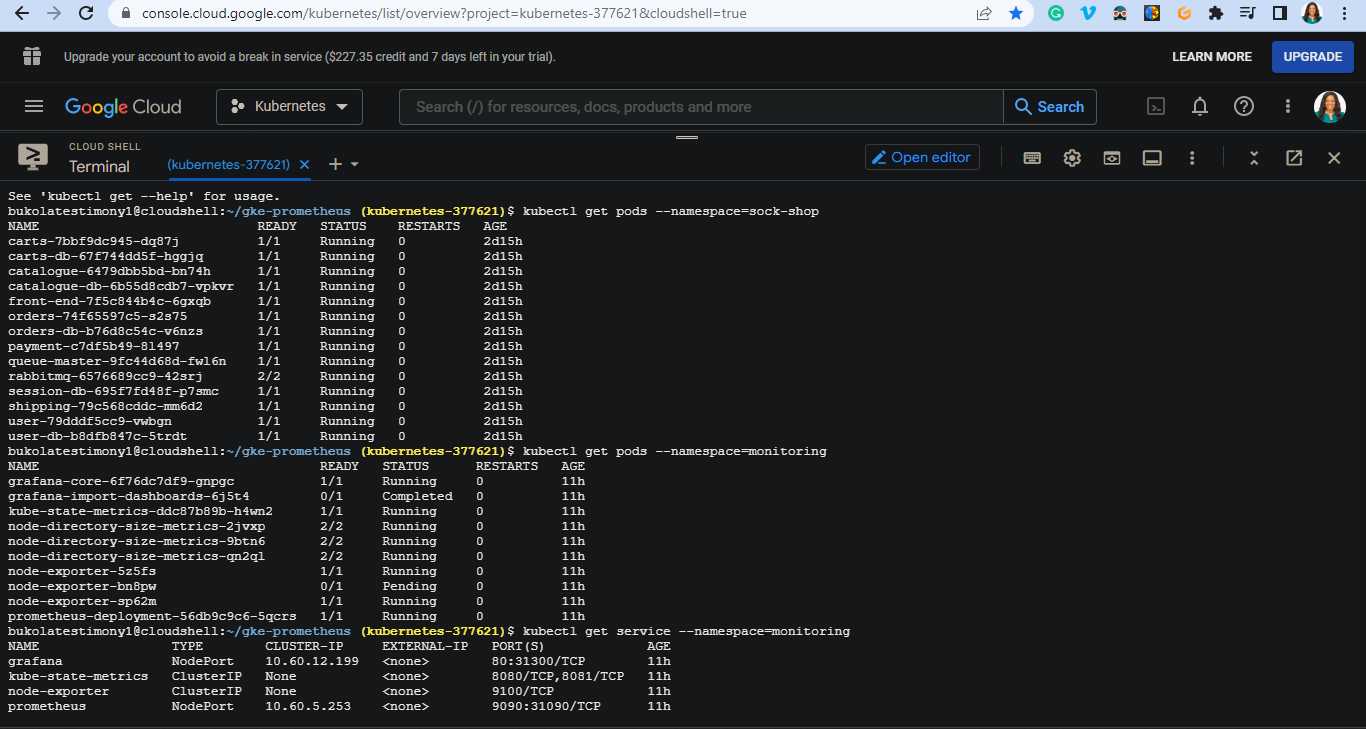 console.cloud.google.com/kubernetes/list/overview?project=kubernetes-377621&cloudshell=true
Upgrade your account to avoid a break in service ($227.35 credit and 7 days left in your trial).
LEARN MORE
UPGRADE
Google Cloud
Kubernetes
Search (/) for resources, docs, products and more
Search
CLOUD SHELL
Terminal
(kubernetes-377621)
Open editor
See 'kubectl get --help' for usage.
bukolatestimony1@cloudshell:~/gke-prometheus (kubernetes-377621)$ kubectl get pods --namespace=sock-shop
NAME READY STATUS RESTARTS AGE
carts-7bbf9dc945-dq87j 1/1 Running 0 2d15h
carts-db-67f744dd5f-hggjq 1/1 Running 0 2d15h
catalogue-6479dbb5bd-bn74h 1/1 Running 0 2d15h
catalogue-db-6b55d8cdb7-vpkvr 1/1 Running 0 2d15h
front-end-7f5c844b4c-6gxqb 1/1 Running 0 2d15h
orders-74f65597c5-s2s75 1/1 Running 0 2d15h
orders-db-b76d8c54c-v6nzs 1/1 Running 0 2d15h
payment-c7df5b49-8l497 1/1 Running 0 2d15h
queue-master-9fc44d68d-fwl6n 1/1 Running 0 2d15h
rabbitmq-6576689cc9-42srj 2/2 Running 0 2d15h
session-db-695f7fd48f-p7smc 1/1 Running 0 2d15h
shipping-79c568cddc-mm6d2 1/1 Running 0 2d15h
user-79dddf5cc9-vwbgn 1/1 Running 0 2d15h
user-db-b8dfb847c-5trdt 1/1 Running 0 2d15h
bukolatestimony1@cloudshell:~/gke-prometheus (kubernetes-377621)$ kubectl get pods --namespace=monitoring
NAME READY STATUS RESTARTS AGE
grafana-core-6f76dc7df9-gnpgc 1/1 Running 0 11h
grafana-import-dashboards-6j5t4 0/1 Completed 0 11h
kube-state-metrics-ddc87b89b-h4wn2 1/1 Running 0 11h
node-directory-size-metrics-2jvxp 2/2 Running 0 11h
node-directory-size-metrics-9btn6 2/2 Running 0 11h
node-directory-size-metrics-qn2ql 2/2 Running 0 11h
node-exporter-5z5fs 1/1 Running 0 11h
node-exporter-bn8pw 0/1 Pending 0 11h
node-exporter-sp62m 1/1 Running 0 11h
prometheus-deployment-56db9c9c6-5qcrs 1/1 Running 0 11h
bukolatestimony1@cloudshell:~/gke-prometheus (kubernetes-377621)$ kubectl get service --namespace=monitoring
NAME TYPE CLUSTER-IP EXTERNAL-IP PORT(S) AGE
grafana NodePort 10.60.12.199 <none> 80:31300/TCP 11h
kube-state-metrics ClusterIP None <none> 8080/TCP,8081/TCP 11h
node-exporter ClusterIP None <none> 9100/TCP 11h
prometheus NodePort 10.60.5.253 <none> 9090:31090/TCP 11h